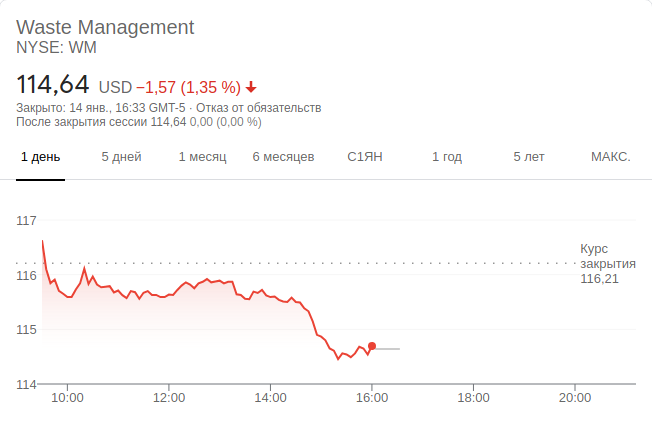 Waste Management
NYSE: WM
114,64 USD −1,57 (1,35 %)
Закрыто: 14 янв., 16:33 GMT-5 · Отказ от обязательств
После закрытия сессии 114,64 0,00 (0,00 %)
1 день 5 дней 1 месяц 6 месяцев С1ЯН 1 год 5 лет МАКС.
117
Курс
закрытия
116,21
116
115
114
10:00 12:00 14:00 16:00 18:00 20:00